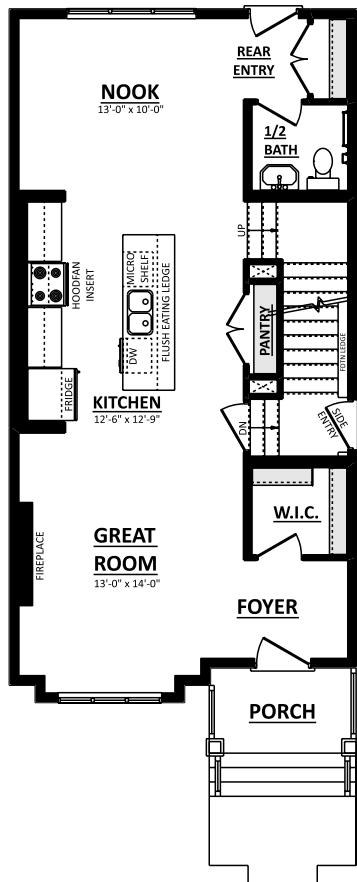 REAR
ENTRY
NOOK
13'-0" x 10'-0"
1/2
BATH
UP
HOODFAN
INSERT
MICRO
SHELF
FLUSH EATING LEDGE
DW
PANTRY
FDTN LEDGE
FRIDGE
KITCHEN
12'-6" x 12'-9"
DN
SIDE
ENTRY
W.I.C.
FIREPLACE
GREAT
ROOM
13'-0" x 14'-0"
FOYER
PORCH